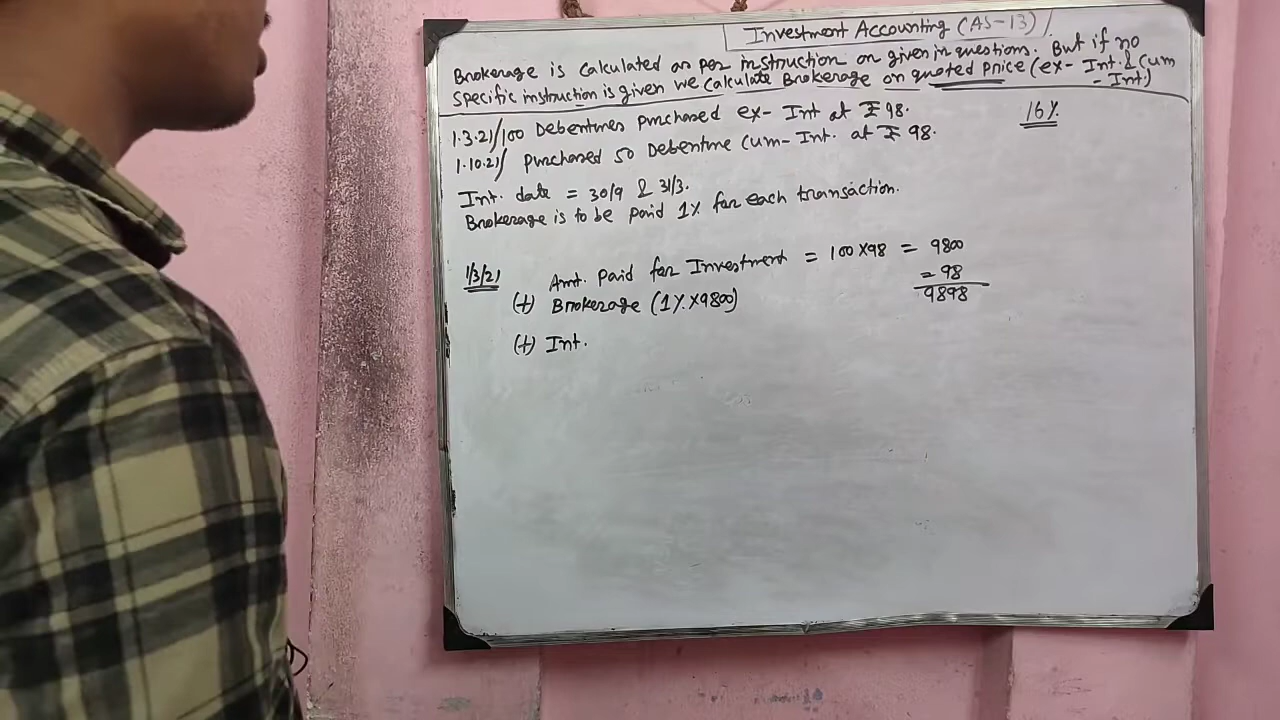 Investment Accounting (AS-13)/
Brokerage is calculated as per instruction on given in questions. But if no
specific instruction is given we calculate Brokerage on quoted price (ex- Int. & Cum
- Int)
1.3.21/ 100 Debentures purchased ex- Int at ₹ 98.
16%
1.10.21/ purchased 50 Debenture Cum- Int. at ₹ 98.
Int. date = 30/9 & 31/3.
Brokerage is to be paid 1% for each transaction.
1/3/21 Amt. paid for Investment = 100×98 = 9800
(+) Brokerage (1%×9800) = 98
9898
(+) Int.